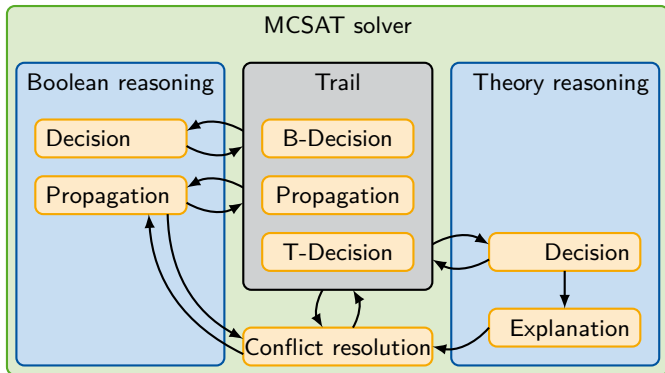 MCSAT solver
Boolean reasoning
Trail
Theory reasoning
Decision
B-Decision
Propagation
Propagation
T-Decision
Decision
Explanation
Conflict resolution